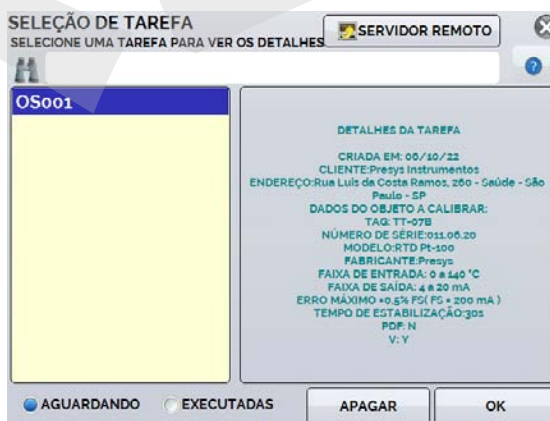 SELEÇÃO DE TAREFA
SELECIONE UMA TAREFA PARA VER OS DETALHES
SERVIDOR REMOTO
OS001
DETALHES DA TAREFA
CRIADA EM: 06/10/22
CLIENTE:Presys Instrumentos
ENDEREÇO:Rua Luis da Costa Ramos, 260 - Saúde - São
Paulo - SP
DADOS DO OBJETO A CALIBRAR:
TAG: TT-07B
NÚMERO DE SÉRIE:011.06.20
MODELO:RTD Pt-100
FABRICANTE:Presys
FAIXA DE ENTRADA: 0 a 140 °C
FAIXA DE SAÍDA: 4 a 20 mA
ERRO MÁXIMO =0.5% FS( FS = 200 mA )
TEMPO DE ESTABILIZAÇÃO:30s
PDF: N
V: Y
AGUARDANDO
EXECUTADAS
APAGAR
OK